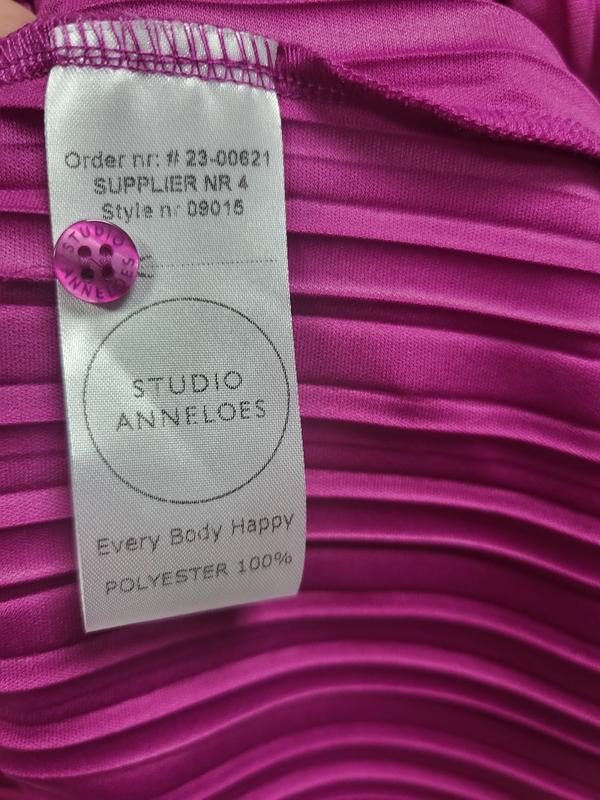 Order nr: # 23-00621
SUPPLIER NR 4
Style nr 09015
STUDIO
ANNELOES
STUDIO
ANNELOES
Every Body Happy
POLYESTER 100%